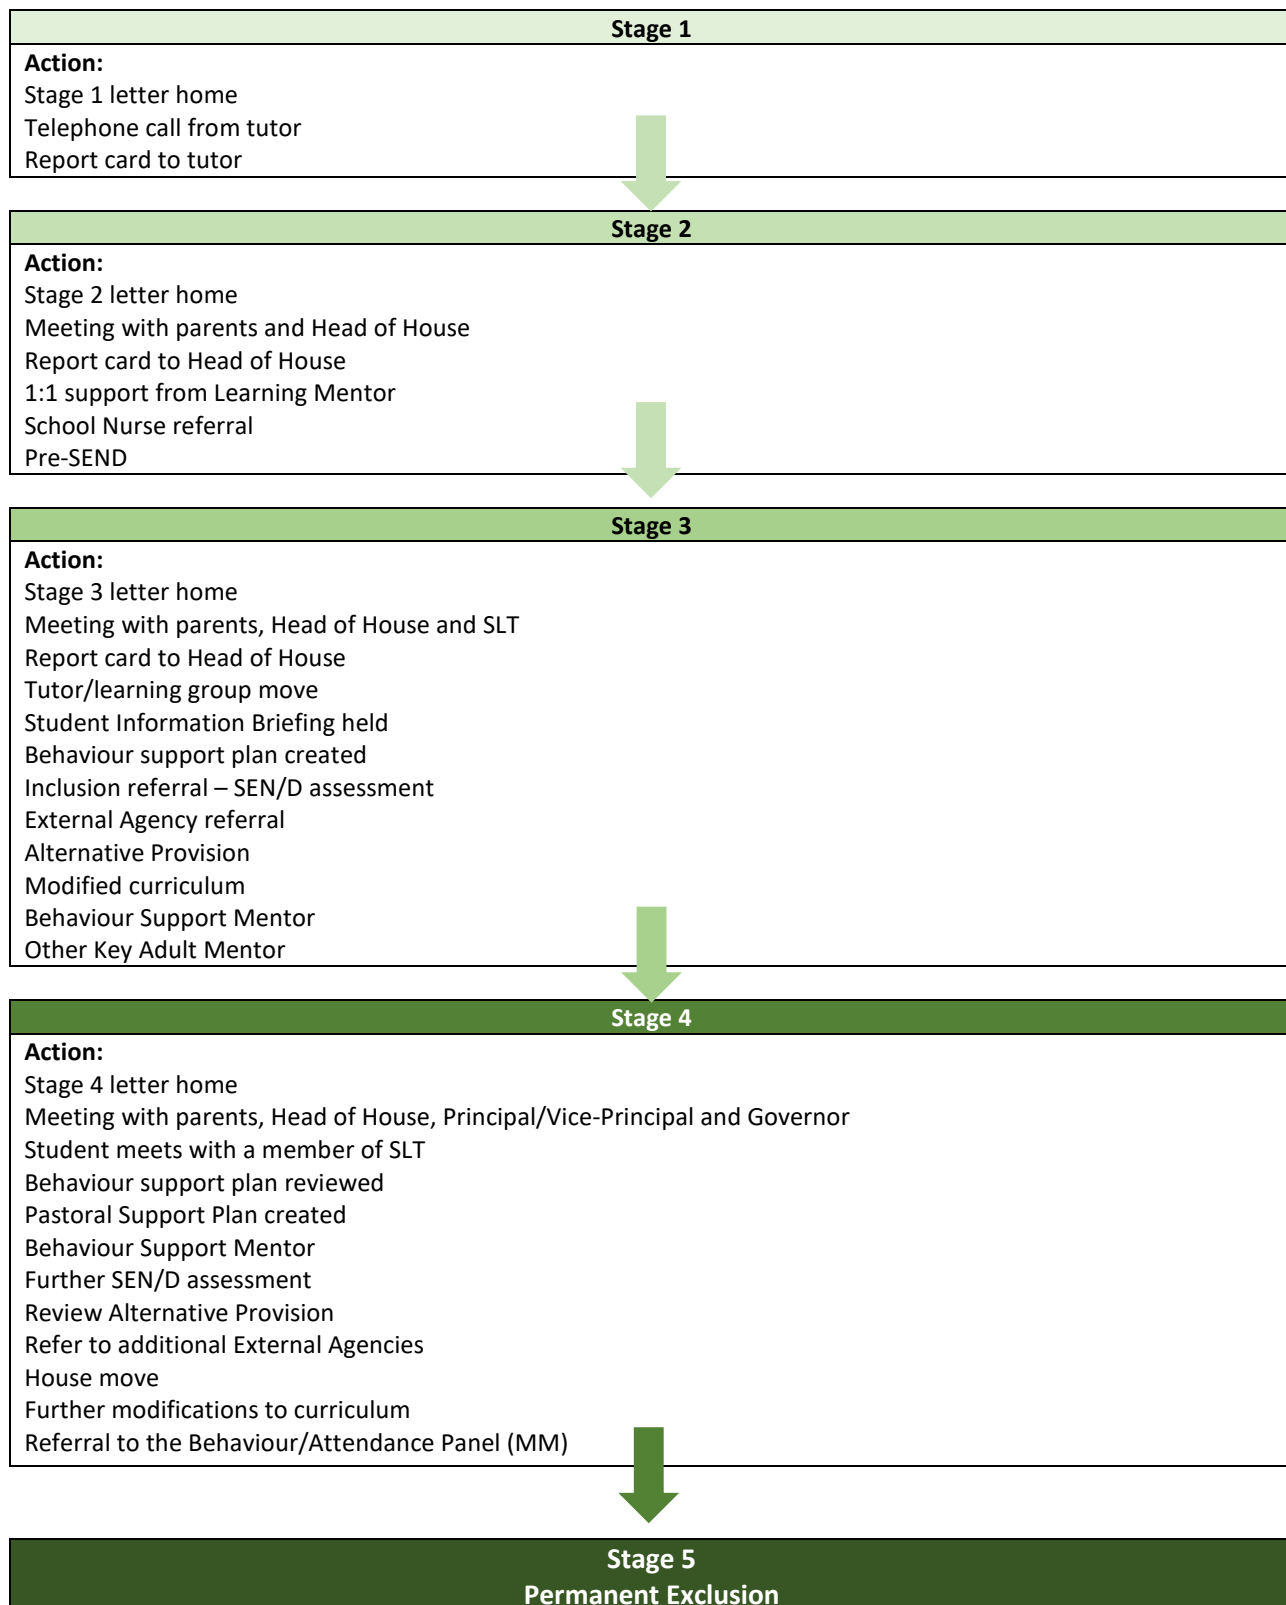 Stage 1
Action:
Stage 1 letter home
Telephone call from tutor
Report card to tutor
Stage 2
Action:
Stage 2 letter home
Meeting with parents and Head of House
Report card to Head of House
1:1 support from Learning Mentor
School Nurse referral
Pre-SEND
Stage 3
Action:
Stage 3 letter home
Meeting with parents, Head of House and SLT
Report card to Head of House
Tutor/learning group move
Student Information Briefing held
Behaviour support plan created
Inclusion referral – SEN/D assessment
External Agency referral
Alternative Provision
Modified curriculum
Behaviour Support Mentor
Other Key Adult Mentor
Stage 4
Action:
Stage 4 letter home
Meeting with parents, Head of House, Principal/Vice-Principal and Governor
Student meets with a member of SLT
Behaviour support plan reviewed
Pastoral Support Plan created
Behaviour Support Mentor
Further SEN/D assessment
Review Alternative Provision
Refer to additional External Agencies
House move
Further modifications to curriculum
Referral to the Behaviour/Attendance Panel (MM)
Stage 5
Permanent Exclusion